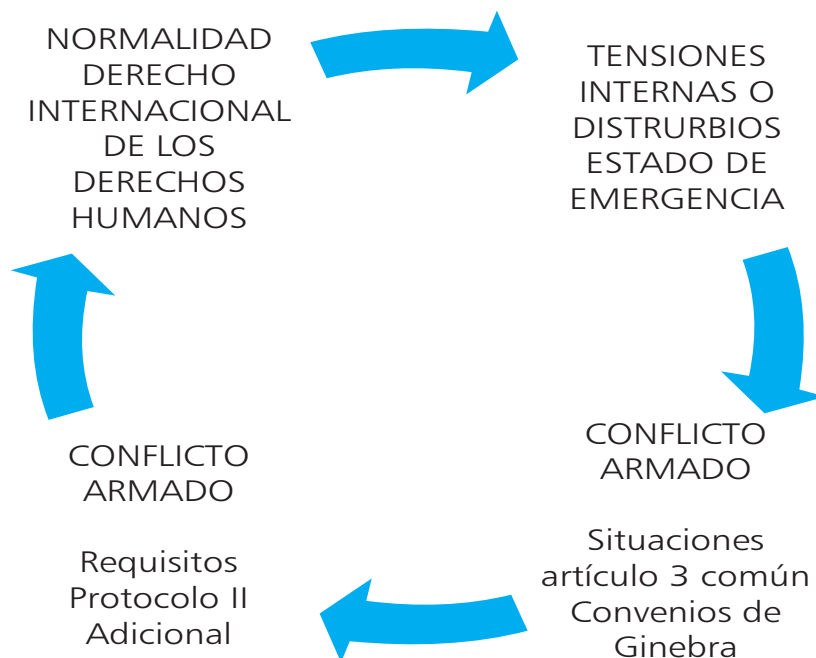 NORMALIDAD
DERECHO
INTERNACIONAL
DE LOS
DERECHOS
HUMANOS
TENSIONES
INTERNAS O
DISTRURBIOS
ESTADO DE
EMERGENCIA
CONFLICTO
ARMADO
Situaciones
artículo 3 común
Convenios de
Ginebra
CONFLICTO
ARMADO
Requisitos
Protocolo II
Adicional